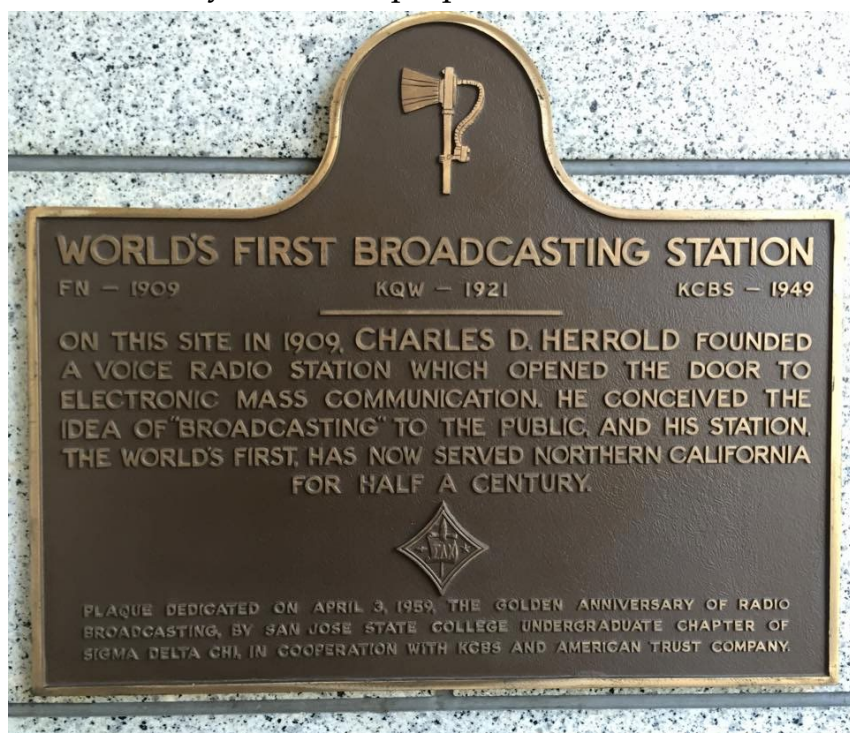 WORLD'S FIRST BROADCASTING STATION
FN – 1909 KQW – 1921 KCBS – 1949
ON THIS SITE IN 1909, CHARLES D. HERROLD FOUNDED
A VOICE RADIO STATION WHICH OPENED THE DOOR TO
ELECTRONIC MASS COMMUNICATION. HE CONCEIVED THE
IDEA OF "BROADCASTING" TO THE PUBLIC, AND HIS STATION,
THE WORLD'S FIRST, HAS NOW SERVED NORTHERN CALIFORNIA
FOR HALF A CENTURY.
ΣΔΧ
PLAQUE DEDICATED ON APRIL 3, 1959, THE GOLDEN ANNIVERSARY OF RADIO
BROADCASTING, BY SAN JOSE STATE COLLEGE UNDERGRADUATE CHAPTER OF
SIGMA DELTA CHI, IN COOPERATION WITH KCBS AND AMERICAN TRUST COMPANY.